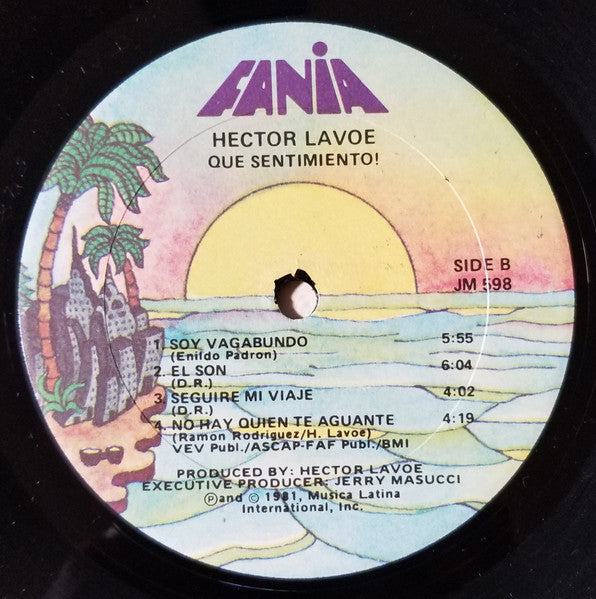 FANIA
HECTOR LAVOE
QUE SENTIMIENTO!
SIDE B
JM 598
1. SOY VAGABUNDO 5:55
(Enildo Padron)
2. EL SON 6:04
(D.R.)
3. SEGUIRE MI VIAJE 4:02
(D.R.)
4. NO HAY QUIEN TE AGUANTE 4:19
(Ramon Rodriguez/H. Lavoe)
VEV Publ./ASCAP-FAF Publ./BMI
PRODUCED BY: HECTOR LAVOE
EXECUTIVE PRODUCER: JERRY MASUCCI
℗and © 1981, Musica Latina
International, Inc.